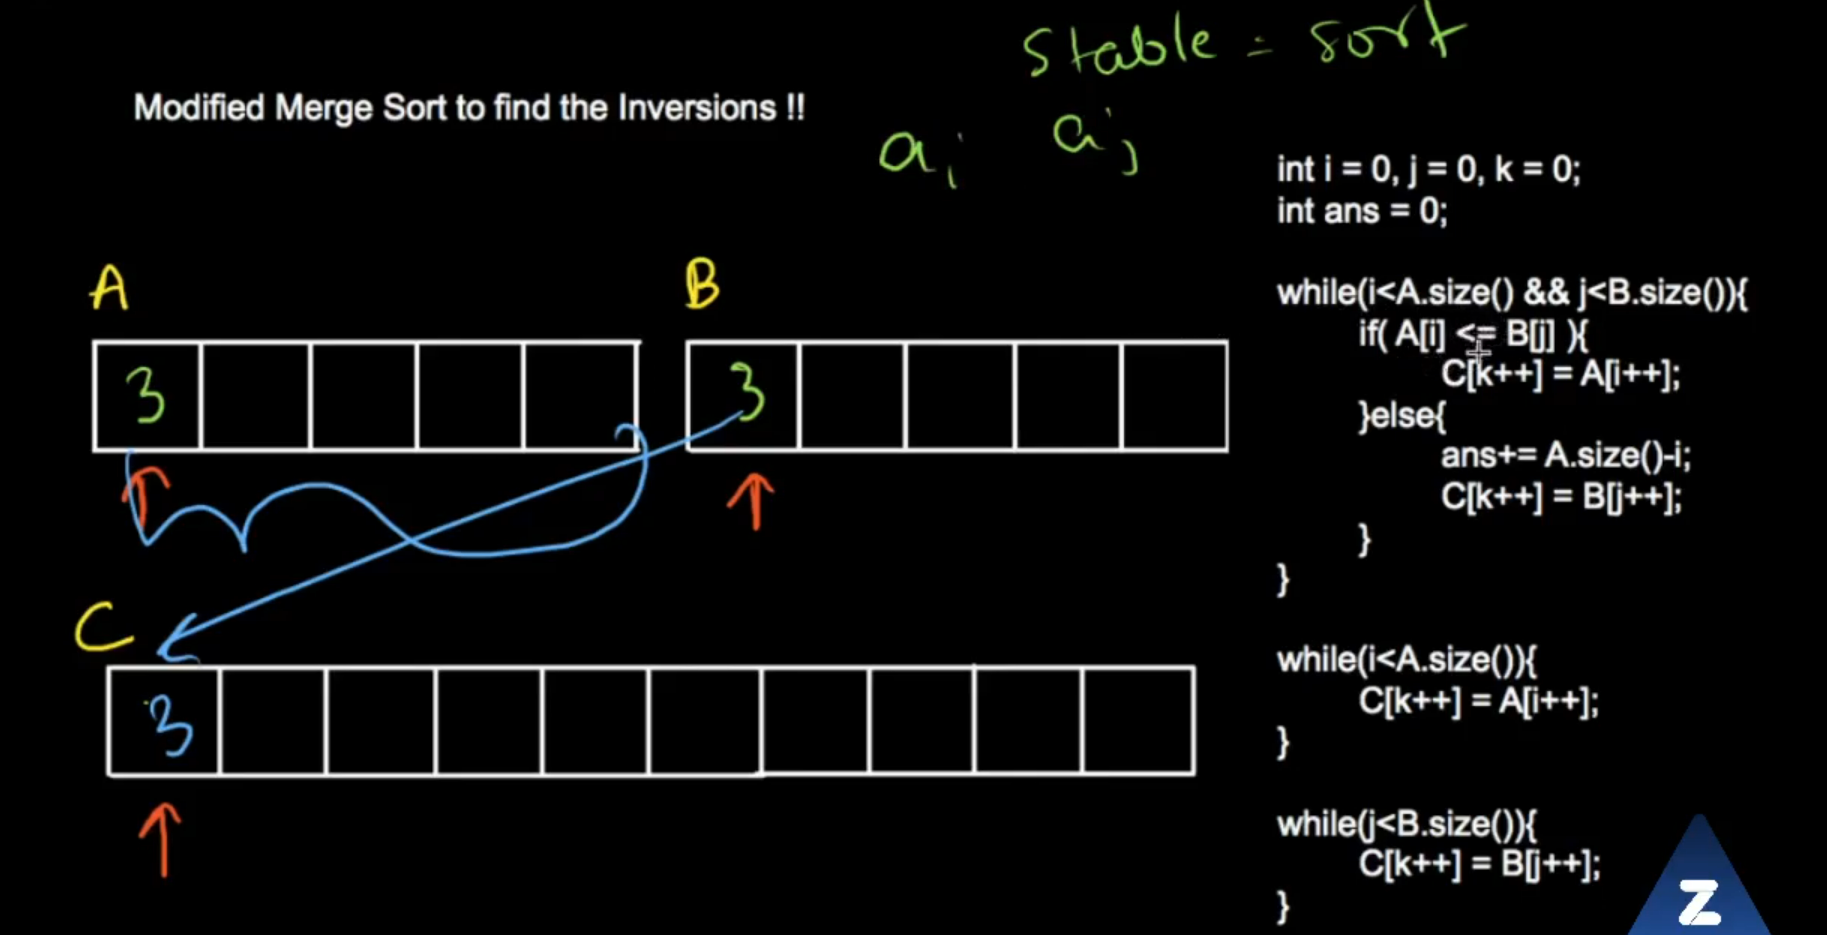 Stable = sort
Modified Merge Sort to find the Inversions !!
ai aj
A
B
3
3
C
3
int i = 0, j = 0, k = 0;
int ans = 0;
while(i<A.size() && j<B.size()){
if( A[i] <= B[j] ){
C[k++] = A[i++];
}else{
ans+= A.size()-i;
C[k++] = B[j++];
}
}
while(i<A.size()){
C[k++] = A[i++];
}
while(j<B.size()){
C[k++] = B[j++];
}
Z